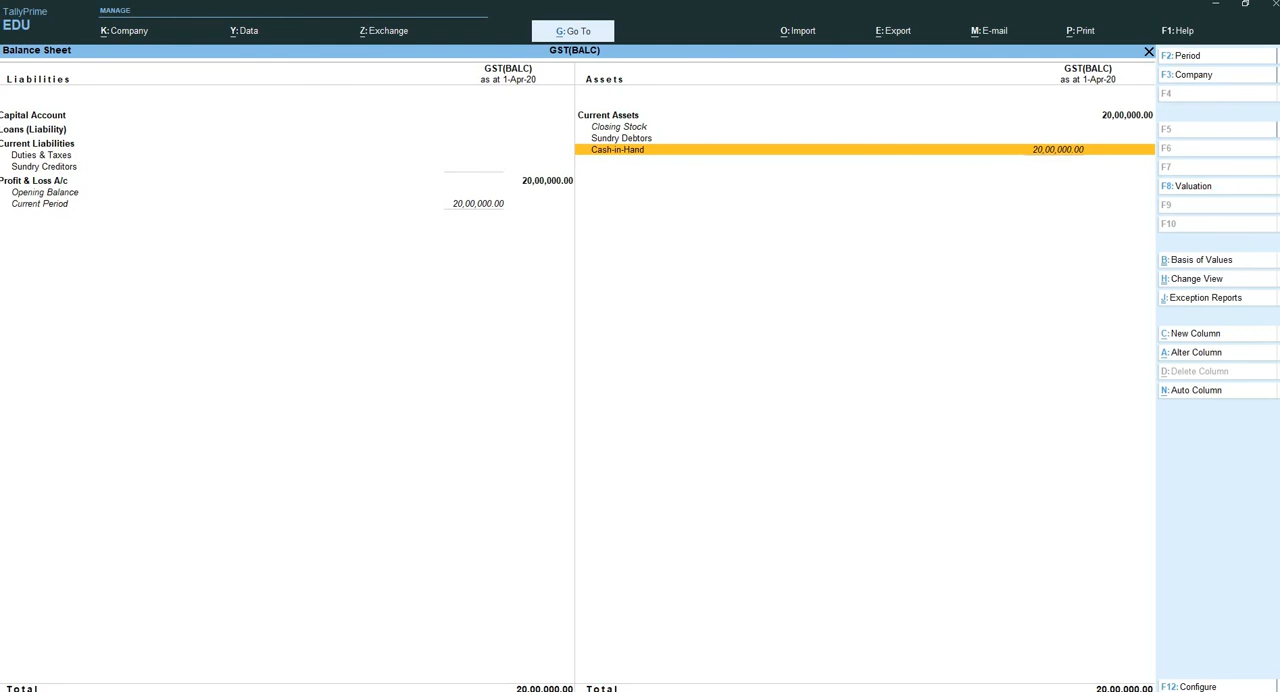 TallyPrime
EDU
MANAGE
K: Company
Y: Data
Z: Exchange
G: Go To
O: Import
E: Export
M: E-mail
P: Print
F1: Help
Balance Sheet
GST(BALC)
Liabilities
GST(BALC)
as at 1-Apr-20
Assets
GST(BALC)
as at 1-Apr-20
Capital Account
Loans (Liability)
Current Liabilities
Duties & Taxes
Sundry Creditors
Profit & Loss A/c 20,00,000.00
Opening Balance
Current Period 20,00,000.00
Current Assets 20,00,000.00
Closing Stock
Sundry Debtors
Cash-in-Hand 20,00,000.00
Total 20,00,000.00
Total 20,00,000.00
F2: Period
F3: Company
F4
F5
F6
F7
F8: Valuation
F9
F10
B: Basis of Values
H: Change View
J: Exception Reports
C: New Column
A: Alter Column
D: Delete Column
N: Auto Column
F12: Configure